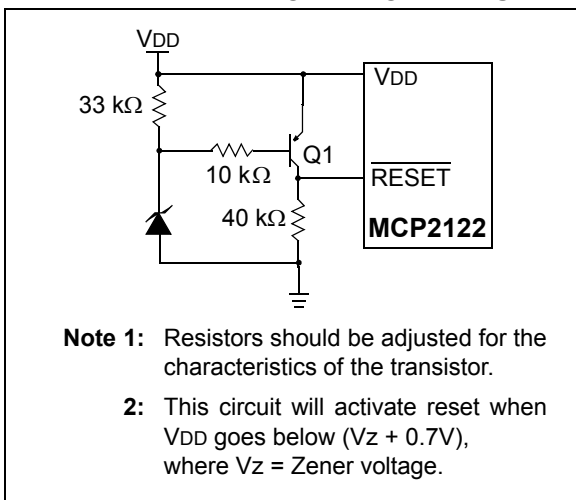 VDD
VDD
33 kΩ
Q1
10 kΩ
RESET
40 kΩ
MCP2122
Note 1: Resistors should be adjusted for the
characteristics of the transistor.
2: This circuit will activate reset when
VDD goes below (Vz + 0.7V),
where Vz = Zener voltage.